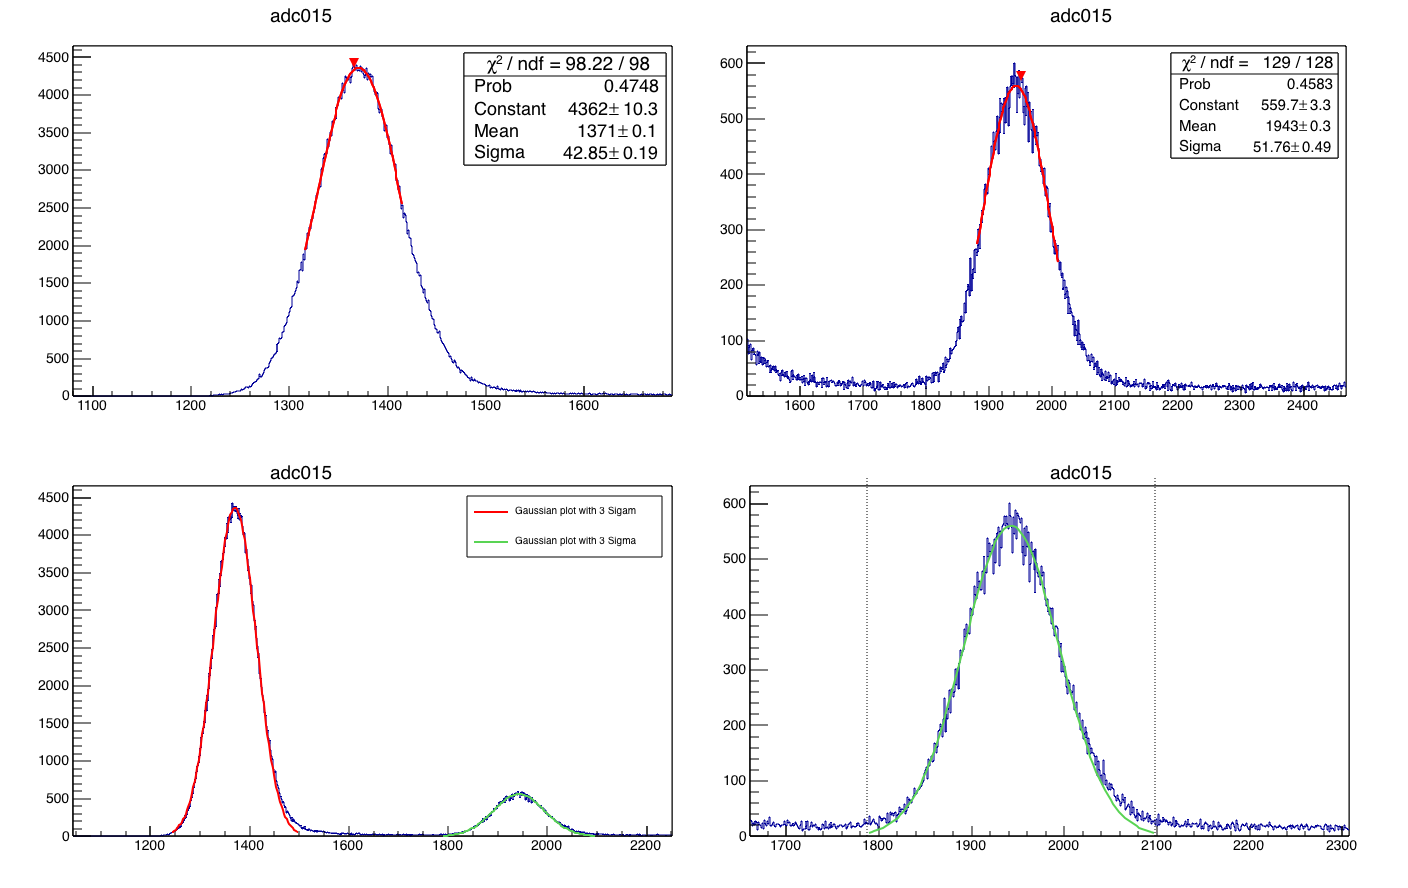 adc015
4500
4000
3500
3000
2500
2000
1500
1000
500
0
1100 1200 1300 1400 1500 1600
χ² / ndf = 98.22 / 98
Prob 0.4748
Constant 4362± 10.3
Mean 1371± 0.1
Sigma 42.85± 0.19
adc015
600
500
400
300
200
100
0
1600 1700 1800 1900 2000 2100 2200 2300 2400
χ² / ndf = 129 / 128
Prob 0.4583
Constant 559.7± 3.3
Mean 1943± 0.3
Sigma 51.76± 0.49
adc015
4500
4000
3500
3000
2500
2000
1500
1000
500
0
1200 1400 1600 1800 2000 2200
Gaussian plot with 3 Sigam
Gaussian plot with 3 Sigma
adc015
600
500
400
300
200
100
0
1700 1800 1900 2000 2100 2200 2300